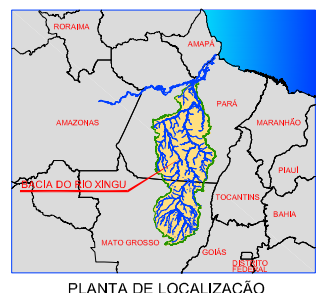 RORAIMA
AMAPÁ
AMAZONAS
PARÁ
MARANHÃO
PIAUÍ
BACIA DO RIO XINGU
TOCANTINS
BAHIA
MATO GROSSO
GOIÁS
DISTRITO
FEDERAL
PLANTA DE LOCALIZAÇÃO